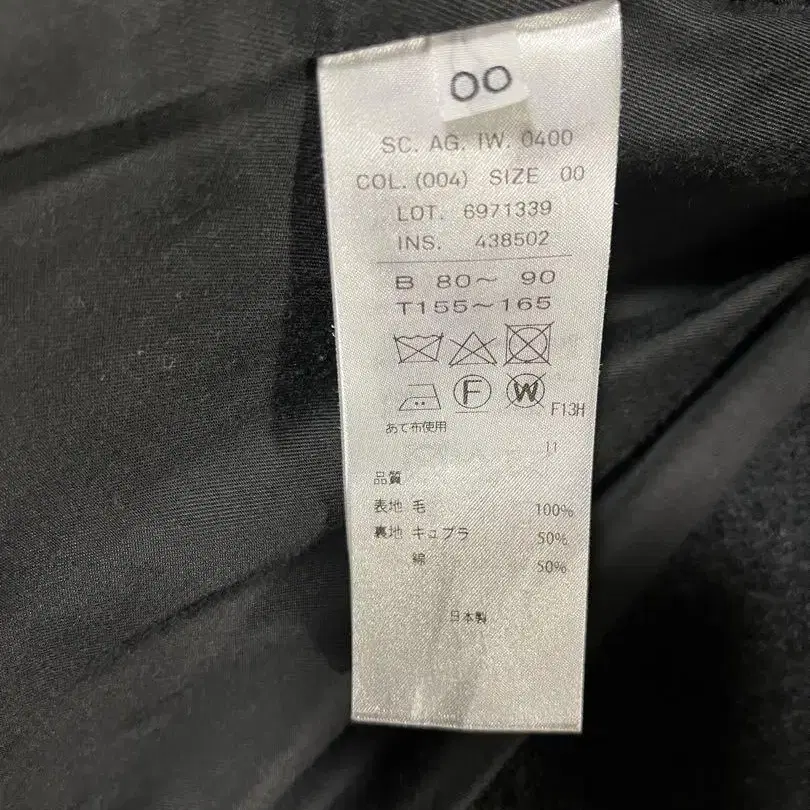 00
SC. AG. IW. 0400
COL. (004) SIZE 00
LOT. 6971339
INS. 438502
B 80〜 90
T155〜165
F W F13H
あて布使用
11
品質
表地 毛 100%
裏地 キュプラ 50%
綿 50%
日本製